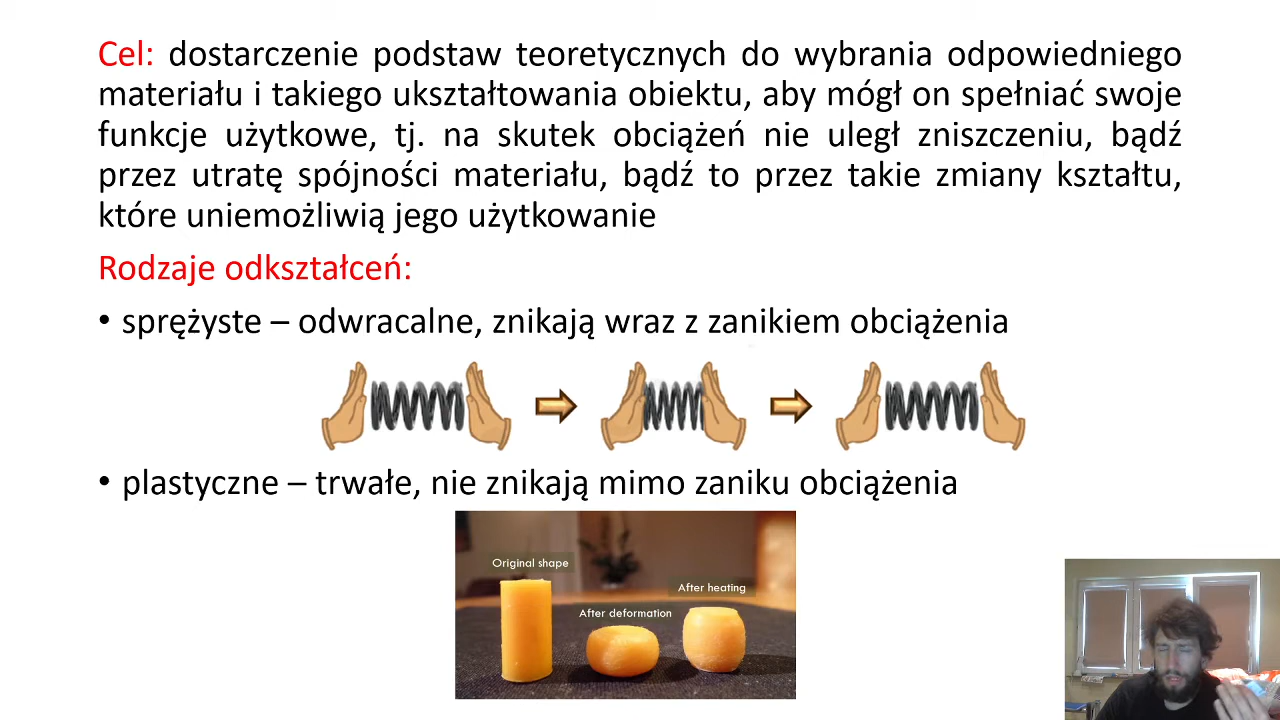 Cel: dostarczenie podstaw teoretycznych do wybrania odpowiedniego
materiału i takiego ukształtowania obiektu, aby mógł on spełniać swoje
funkcje użytkowe, tj. na skutek obciążeń nie uległ zniszczeniu, bądź
przez utratę spójności materiału, bądź to przez takie zmiany kształtu,
które uniemożliwią jego użytkowanie
Rodzaje odkształceń:
• sprężyste – odwracalne, znikają wraz z zanikiem obciążenia
• plastyczne – trwałe, nie znikają mimo zaniku obciążenia
Original shape
After deformation
After heating